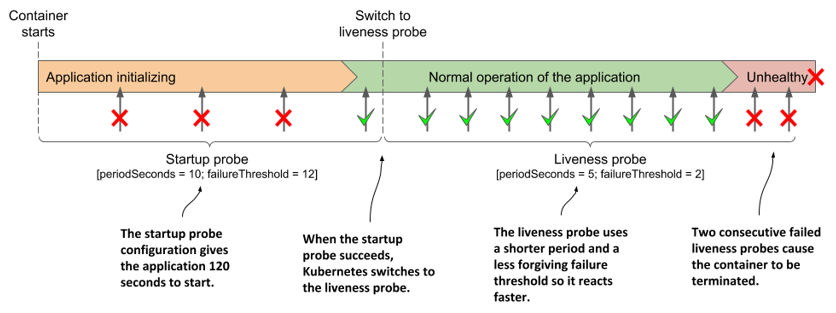 Container
starts
Switch to
liveness probe
Application initializing
Normal operation of the application
Unhealthy
Startup probe
[periodSeconds = 10; failureThreshold = 12]
Liveness probe
[periodSeconds = 5; failureThreshold = 2]
The startup probe
configuration gives
the application 120
seconds to start.
When the startup
probe succeeds,
Kubernetes switches to
the liveness probe.
The liveness probe uses
a shorter period and a
less forgiving failure
threshold so it reacts
faster.
Two consecutive failed
liveness probes cause
the container to be
terminated.